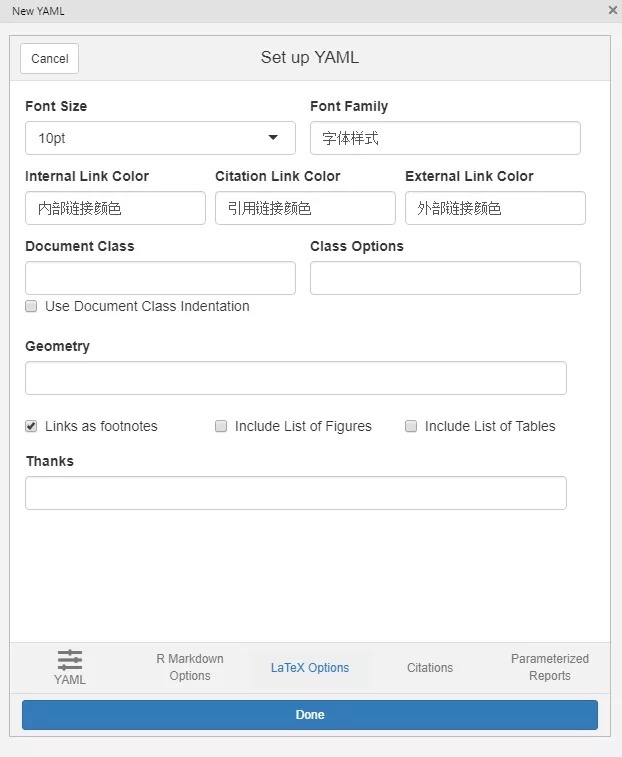 New YAML
Cancel
Set up YAML
Font Size
Font Family
10pt
字体样式
Internal Link Color
Citation Link Color
External Link Color
内部链接颜色
引用链接颜色
外部链接颜色
Document Class
Class Options
Use Document Class Indentation
Geometry
Links as footnotes
Include List of Figures
Include List of Tables
Thanks
YAML
R Markdown
Options
LaTeX Options
Citations
Parameterized
Reports
Done